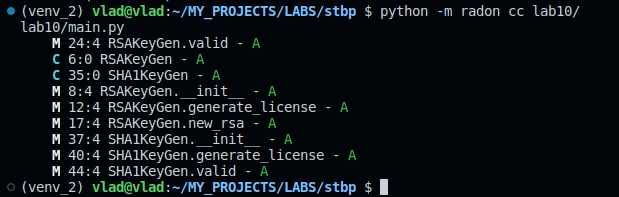 (venv_2) vlad@vlad:~/MY_PROJECTS/LABS/stbp $ python -m radon cc lab10/
lab10/main.py
    M 24:4 RSAKeyGen.valid - A
    C 6:0 RSAKeyGen - A
    C 35:0 SHA1KeyGen - A
    M 8:4 RSAKeyGen.__init__ - A
    M 12:4 RSAKeyGen.generate_license - A
    M 17:4 RSAKeyGen.new_rsa - A
    M 37:4 SHA1KeyGen.__init__ - A
    M 40:4 SHA1KeyGen.generate_license - A
    M 44:4 SHA1KeyGen.valid - A
(venv_2) vlad@vlad:~/MY_PROJECTS/LABS/stbp $